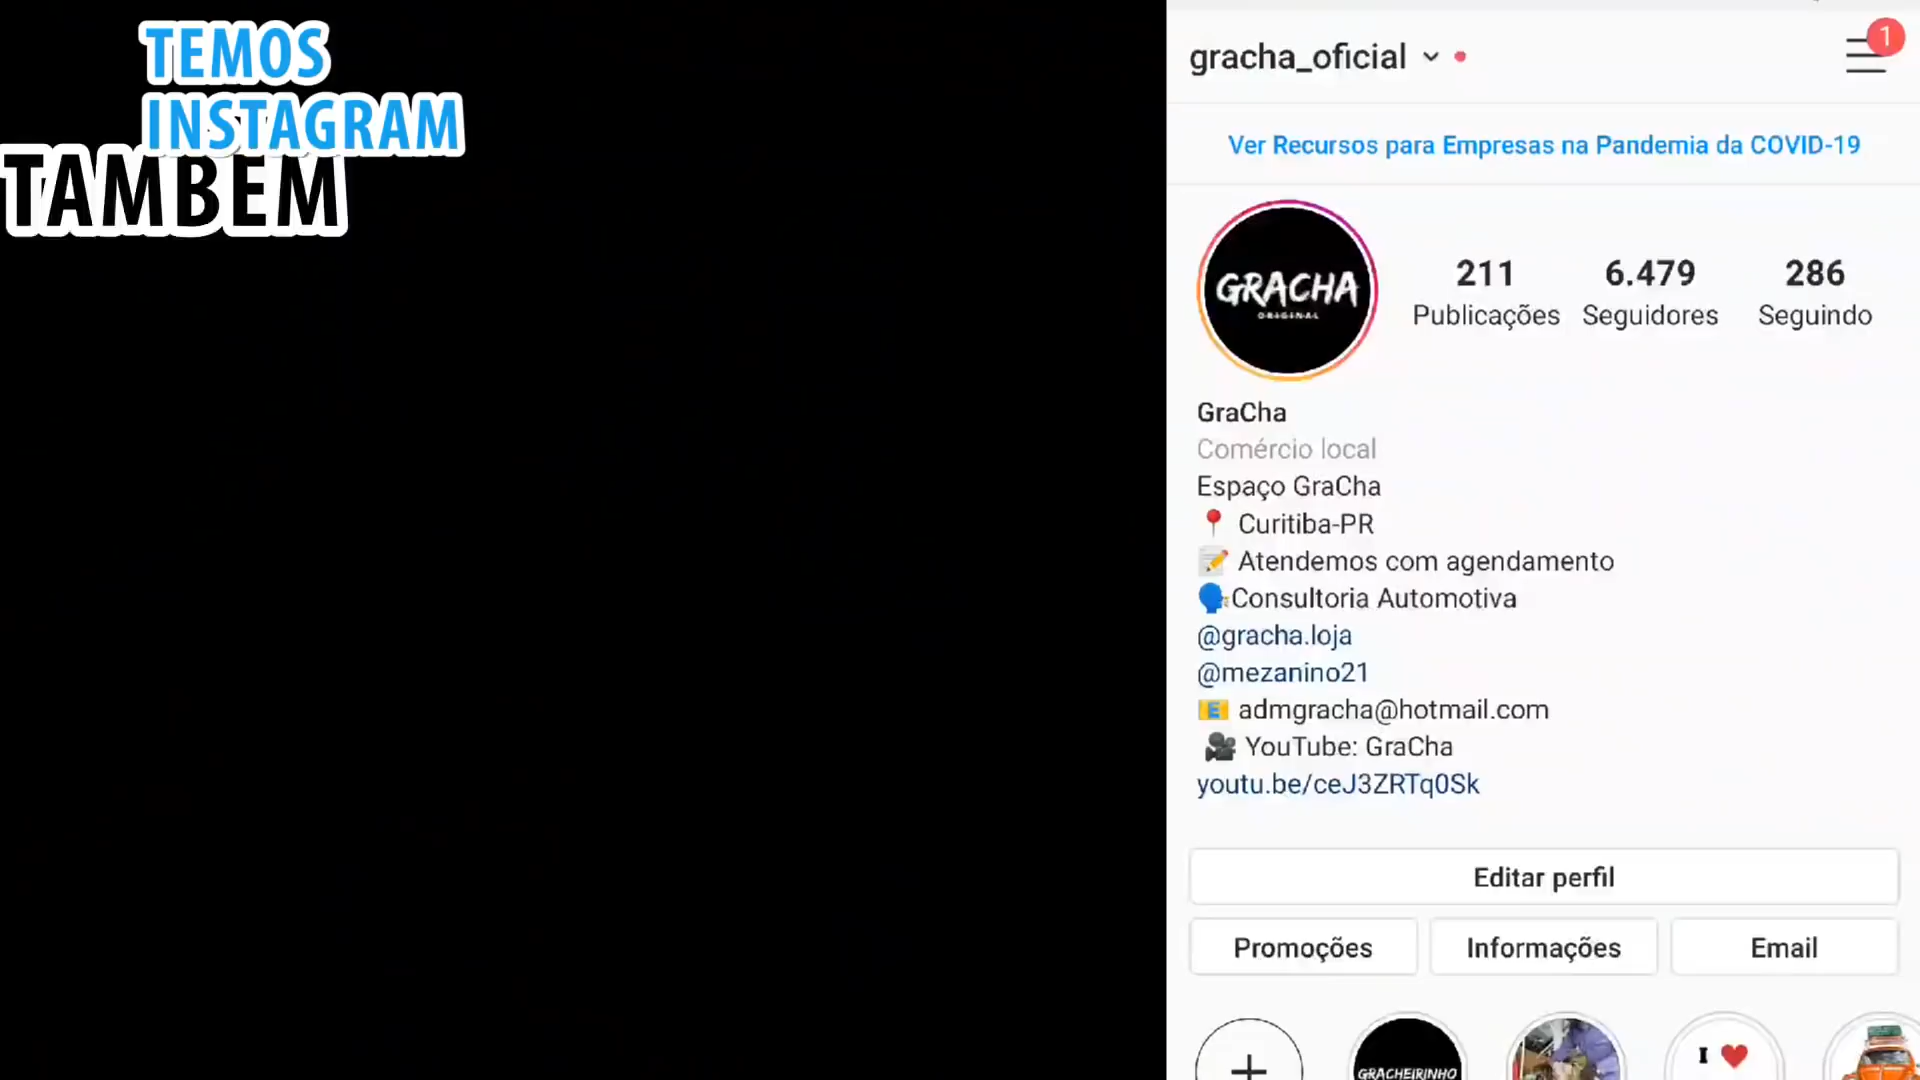 TEMOS
INSTAGRAM
TAMBEM
gracha_oficial
1
Ver Recursos para Empresas na Pandemia da COVID-19
GRACHA
ORIGINAL
211
Publicações
6.479
Seguidores
286
Seguindo
GraCha
Comércio local
Espaço GraCha
📍 Curitiba-PR
📝 Atendemos com agendamento
🗣Consultoria Automotiva
@gracha.loja
@mezanino21
📧 admgracha@hotmail.com
🎥 YouTube: GraCha
youtu.be/ceJ3ZRTq0Sk
Editar perfil
Promoções
Informações
Email
GRACHEIRINHO
I ❤